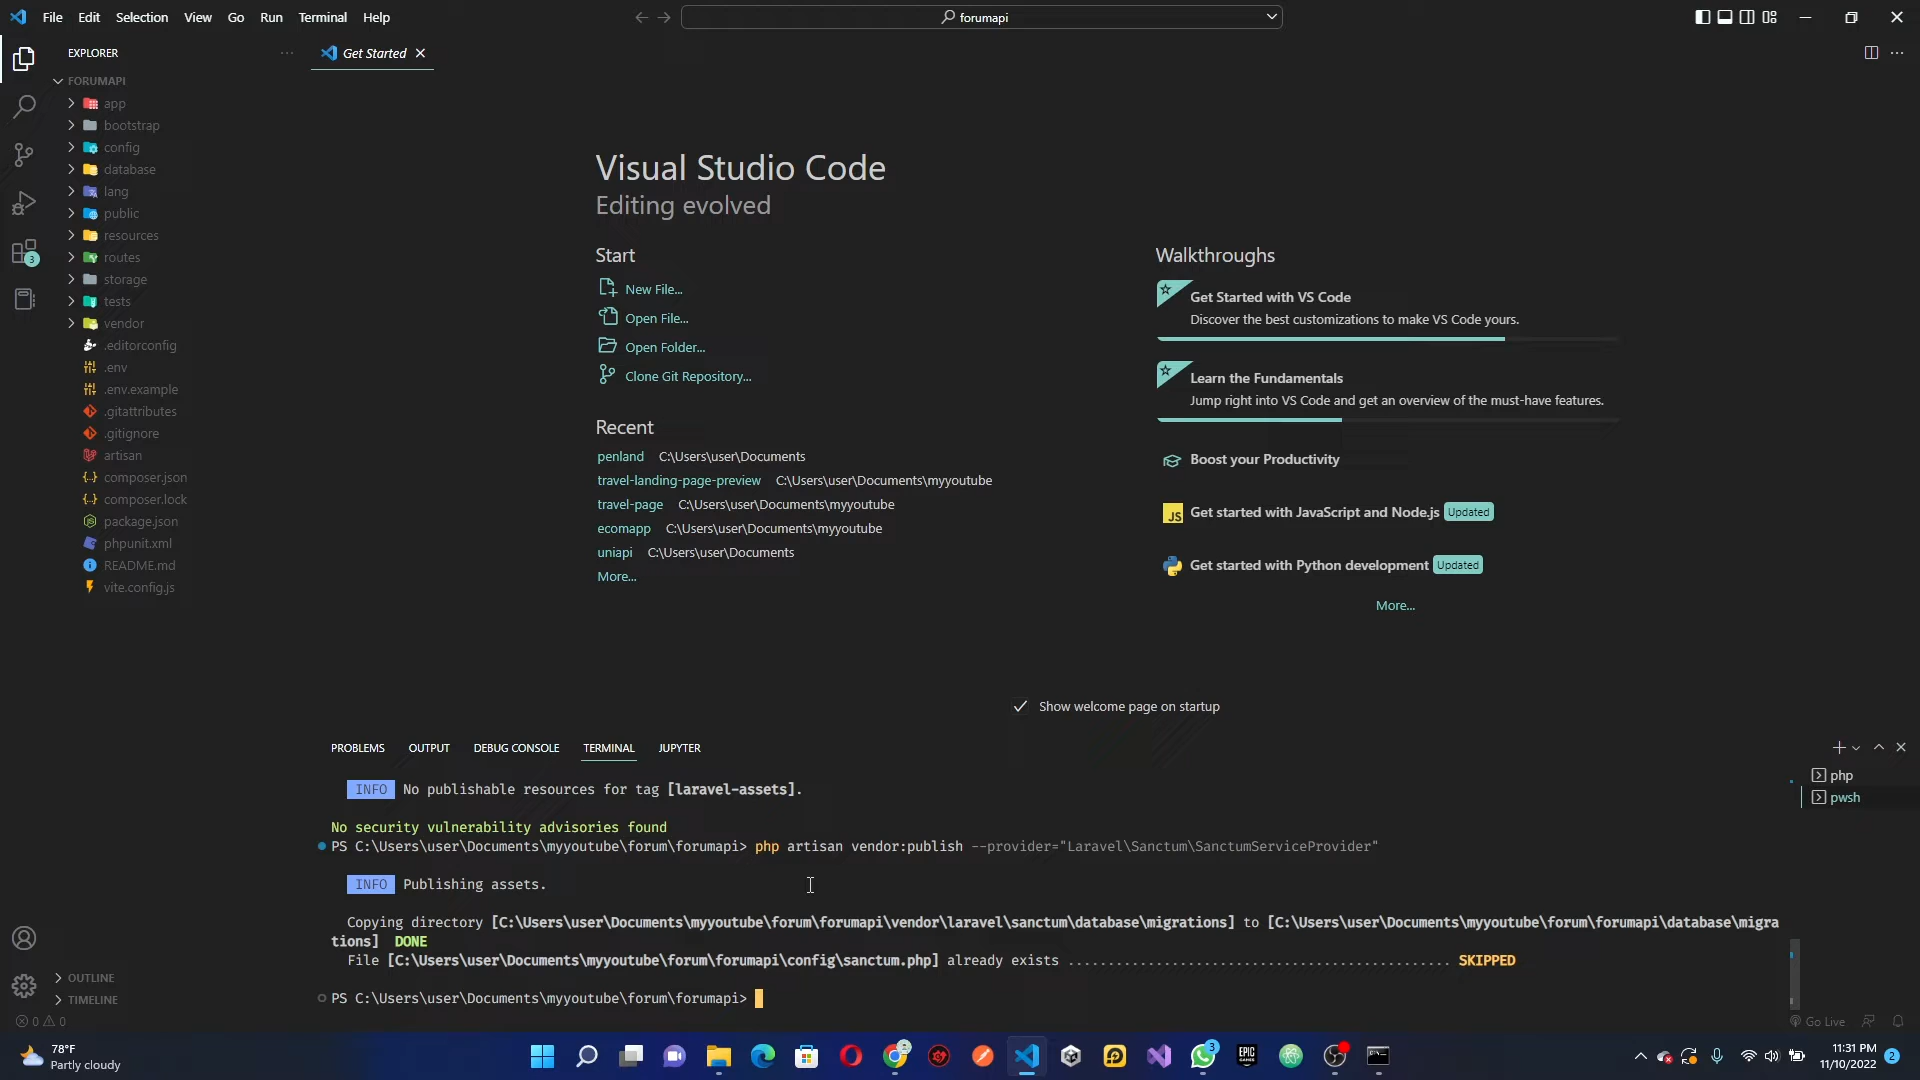 File Edit Selection View Go Run Terminal Help
forumapi
EXPLORER
Get Started
FORUMAPI
app
bootstrap
config
database
lang
public
resources
routes
storage
tests
vendor
.editorconfig
.env
.env.example
.gitattributes
.gitignore
artisan
composer.json
composer.lock
package.json
phpunit.xml
README.md
vite.config.js
OUTLINE
TIMELINE
3
Visual Studio Code
Editing evolved
Start
New File...
Open File...
Open Folder...
Clone Git Repository...
Recent
penland C:\Users\user\Documents
travel-landing-page-preview C:\Users\user\Documents\myyoutube
travel-page C:\Users\user\Documents\myyoutube
ecomapp C:\Users\user\Documents\myyoutube
uniapi C:\Users\user\Documents
More...
Walkthroughs
Get Started with VS Code
Discover the best customizations to make VS Code yours.
Learn the Fundamentals
Jump right into VS Code and get an overview of the must-have features.
Boost your Productivity
JS Get started with JavaScript and Node.js Updated
Get started with Python development Updated
More...
Show welcome page on startup
PROBLEMS OUTPUT DEBUG CONSOLE TERMINAL JUPYTER
php
pwsh
INFO No publishable resources for tag [laravel-assets].
No security vulnerability advisories found
PS C:\Users\user\Documents\myyoutube\forum\forumapi> php artisan vendor:publish --provider="Laravel\Sanctum\SanctumServiceProvider"
INFO Publishing assets.
Copying directory [C:\Users\user\Documents\myyoutube\forum\forumapi\vendor\laravel\sanctum\database\migrations] to [C:\Users\user\Documents\myyoutube\forum\forumapi\database\migra
tions] DONE
File [C:\Users\user\Documents\myyoutube\forum\forumapi\config\sanctum.php] already exists ................................................ SKIPPED
PS C:\Users\user\Documents\myyoutube\forum\forumapi>
0 0
Go Live
78°F
Partly cloudy
3
EPIC GAMES
11:31 PM
11/10/2022
2